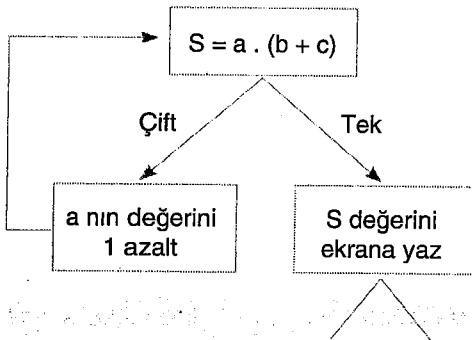 S = a . (b + c)
Çift
Tek
a nın değerini
1 azalt
S değerini
ekrana yaz